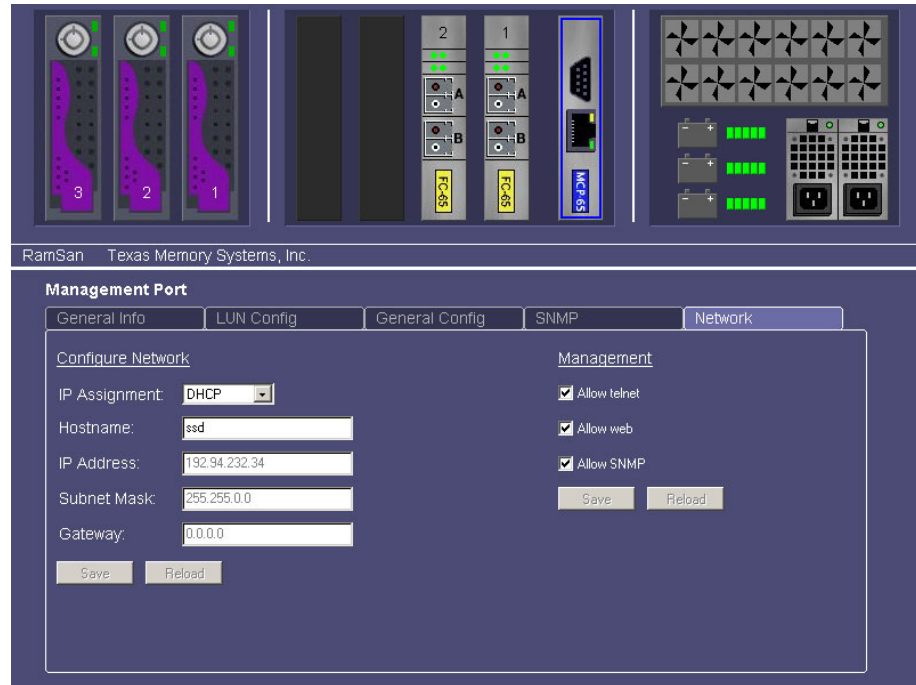 2 1
A A
B B
3 2 1
FC-65 FC-65 MCP-65
- +
- +
- +
RamSan Texas Memory Systems, Inc.
Management Port
General Info LUN Config General Config SNMP Network
Configure Network Management
IP Assignment: DHCP Allow telnet
Hostname: ssd Allow web
IP Address: 192.94.232.34 Allow SNMP
Subnet Mask: 255.255.0.0 Save Reload
Gateway: 0.0.0.0
Save Reload